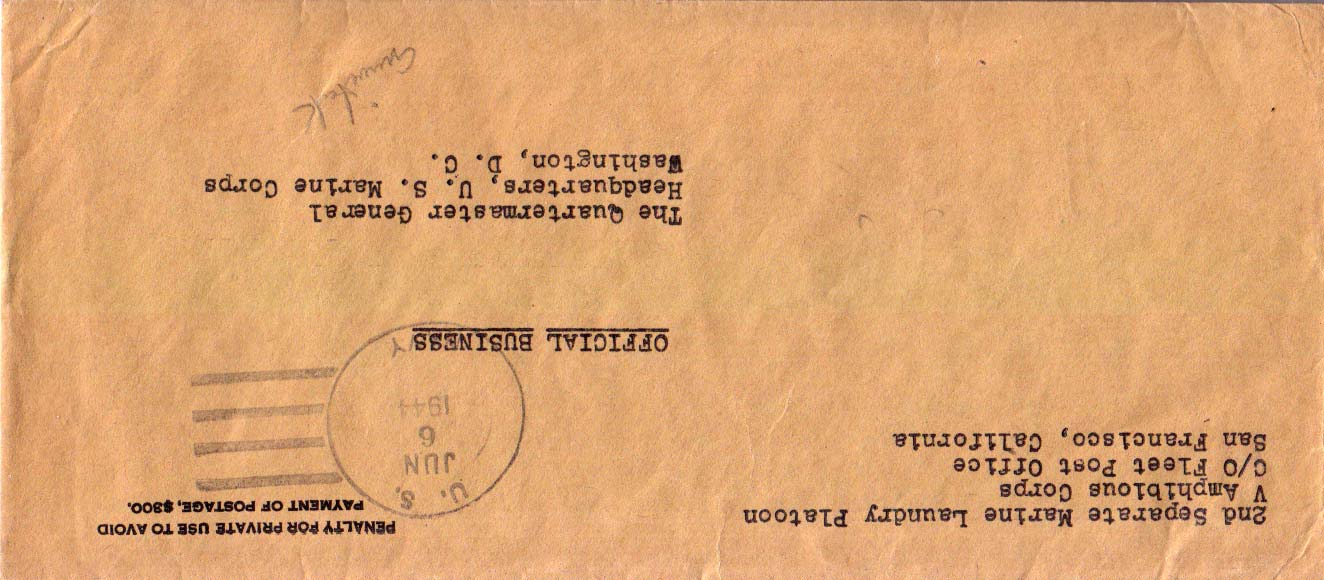 2nd Separate Marine Laundry Platoon
V Amphibious Corps
C/O Fleet Post Office
San Francisco, California
PENALTY FOR PRIVATE USE TO AVOID
PAYMENT OF POSTAGE, $300.
U. S.
JUN
6
1944
OFFICIAL BUSINESS
The Quartermaster General
Headquarters, U. S. Marine Corps
Washington, D. C.